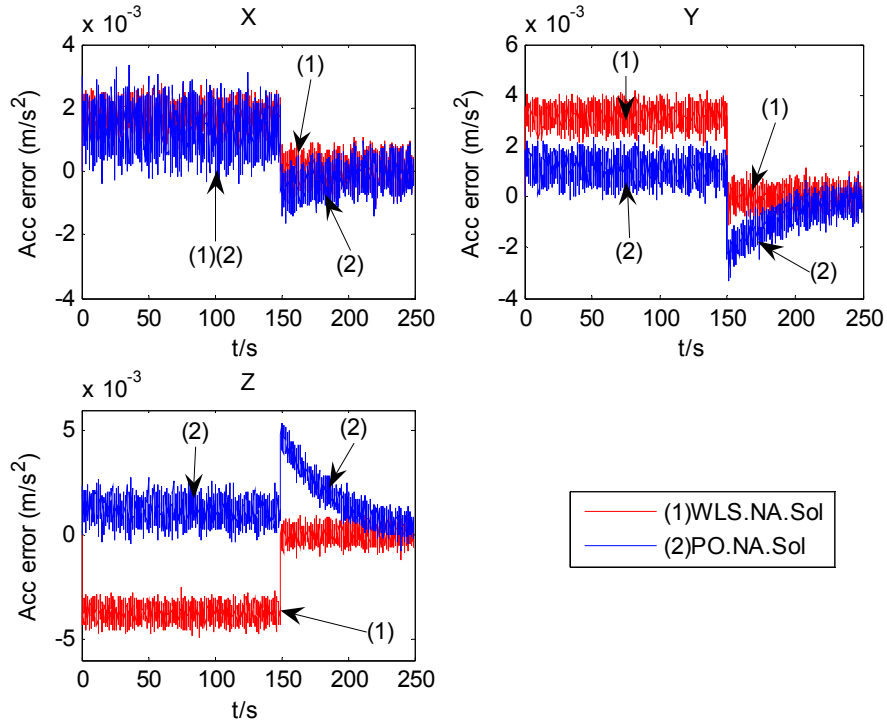 x 10⁻³
X
Acc error (m/s²)
4
2
0
-2
-4
0 50 100 150 200 250
t/s
(1)
(1)(2)
(2)
x 10⁻³
Y
Acc error (m/s²)
6
4
2
0
-2
-4
0 50 100 150 200 250
t/s
(1)
(1)
(2)
(2)
x 10⁻³
Z
Acc error (m/s²)
5
0
-5
0 50 100 150 200 250
t/s
(2)
(2)
(1)
(1)WLS.NA.Sol
(2)PO.NA.Sol